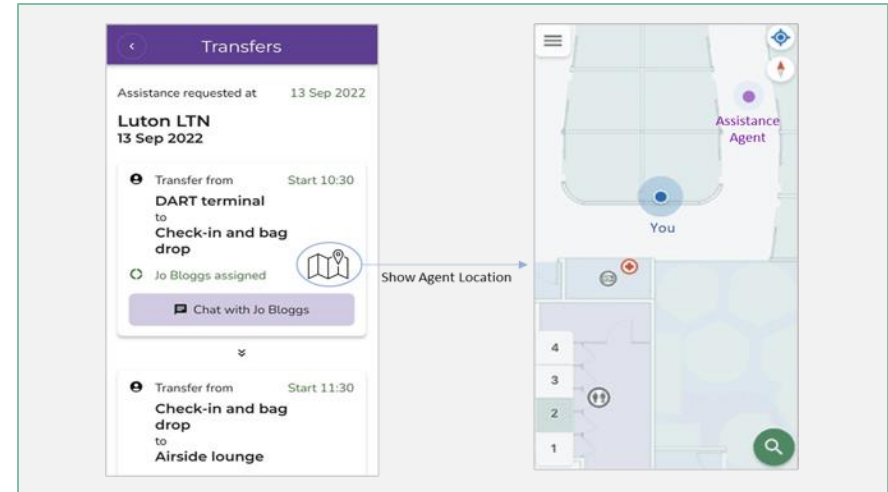 Transfers
Assistance requested at 13 Sep 2022
Luton LTN
13 Sep 2022
Transfer from Start 10:30
DART terminal
to
Check-in and bag
drop
Jo Bloggs assigned
Chat with Jo Bloggs
Transfer from Start 11:30
Check-in and bag
drop
to
Airside lounge
Show Agent Location
Assistance
Agent
You
4
3
2
1